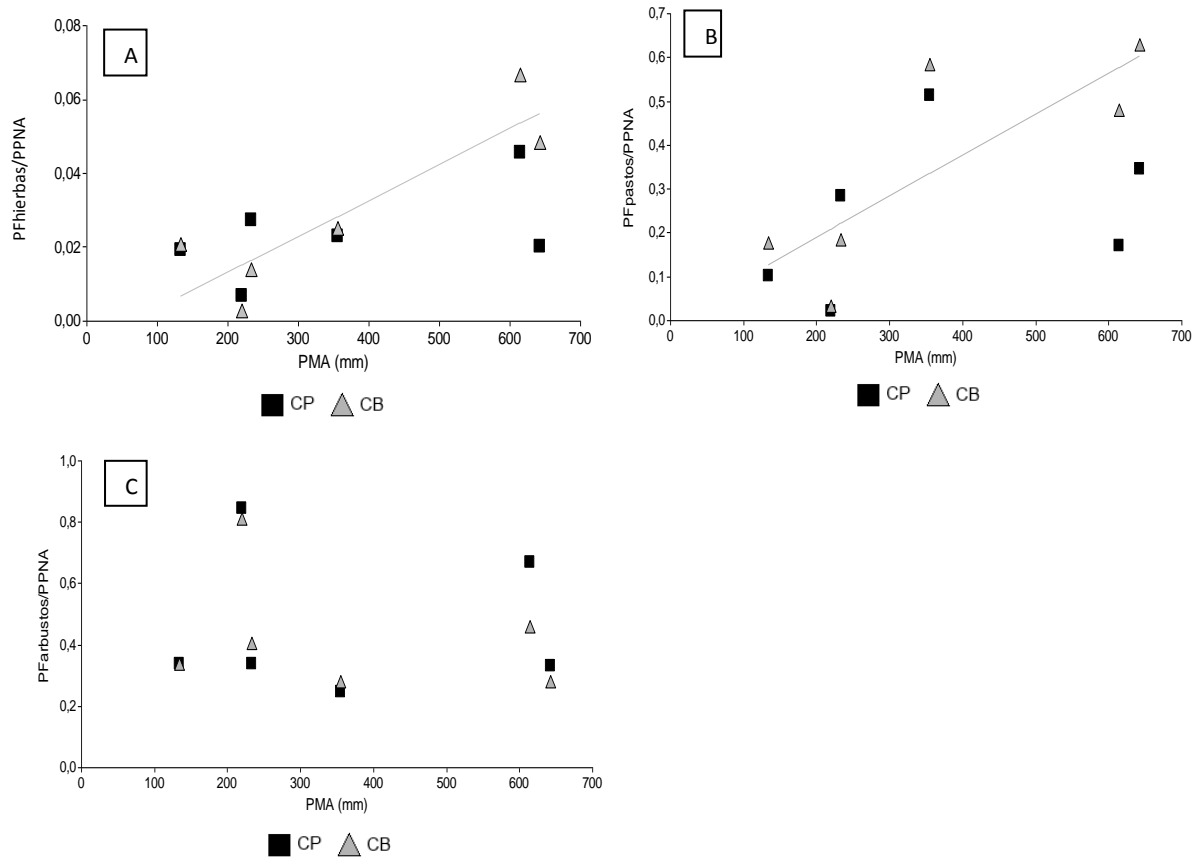 A
0,08
0,06
0,04
0,02
0,00
PFhierbas/PPNA
0 100 200 300 400 500 600 700
PMA (mm)
CP CB
B
0,7
0,6
0,5
0,4
0,3
0,2
0,1
0,0
PFpastos/PPNA
0 100 200 300 400 500 600 700
PMA (mm)
CP CB
C
1,0
0,8
0,6
0,4
0,2
0,0
PFarbustos/PPNA
0 100 200 300 400 500 600 700
PMA (mm)
CP CB